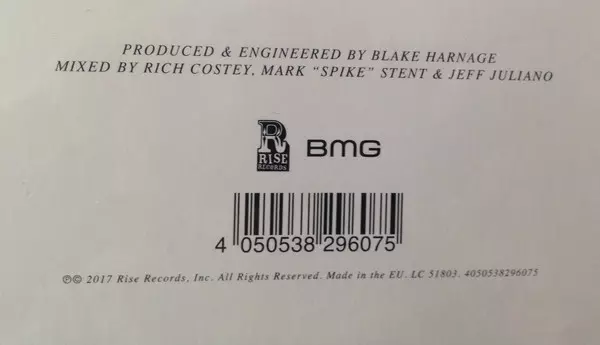 PRODUCED & ENGINEERED BY BLAKE HARNAGE
MIXED BY RICH COSTEY, MARK "SPIKE" STENT & JEFF JULIANO
R
RISE
RECORDS
BMG
4 050538 296075
℗© 2017 Rise Records, Inc. All Rights Reserved. Made in the EU. LC 51803. 4050538296075